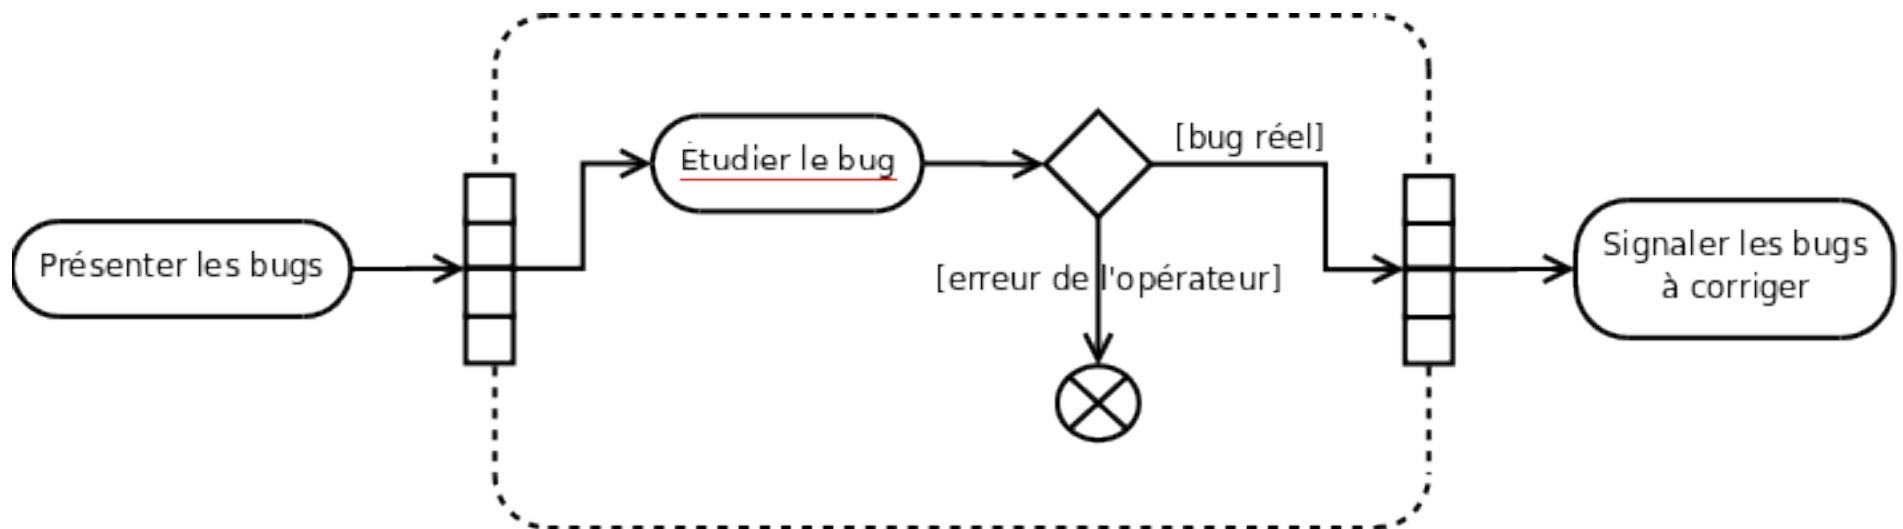 Présenter les bugs
Étudier le bug
[bug réel]
[erreur de l'opérateur]
Signaler les bugs
à corriger